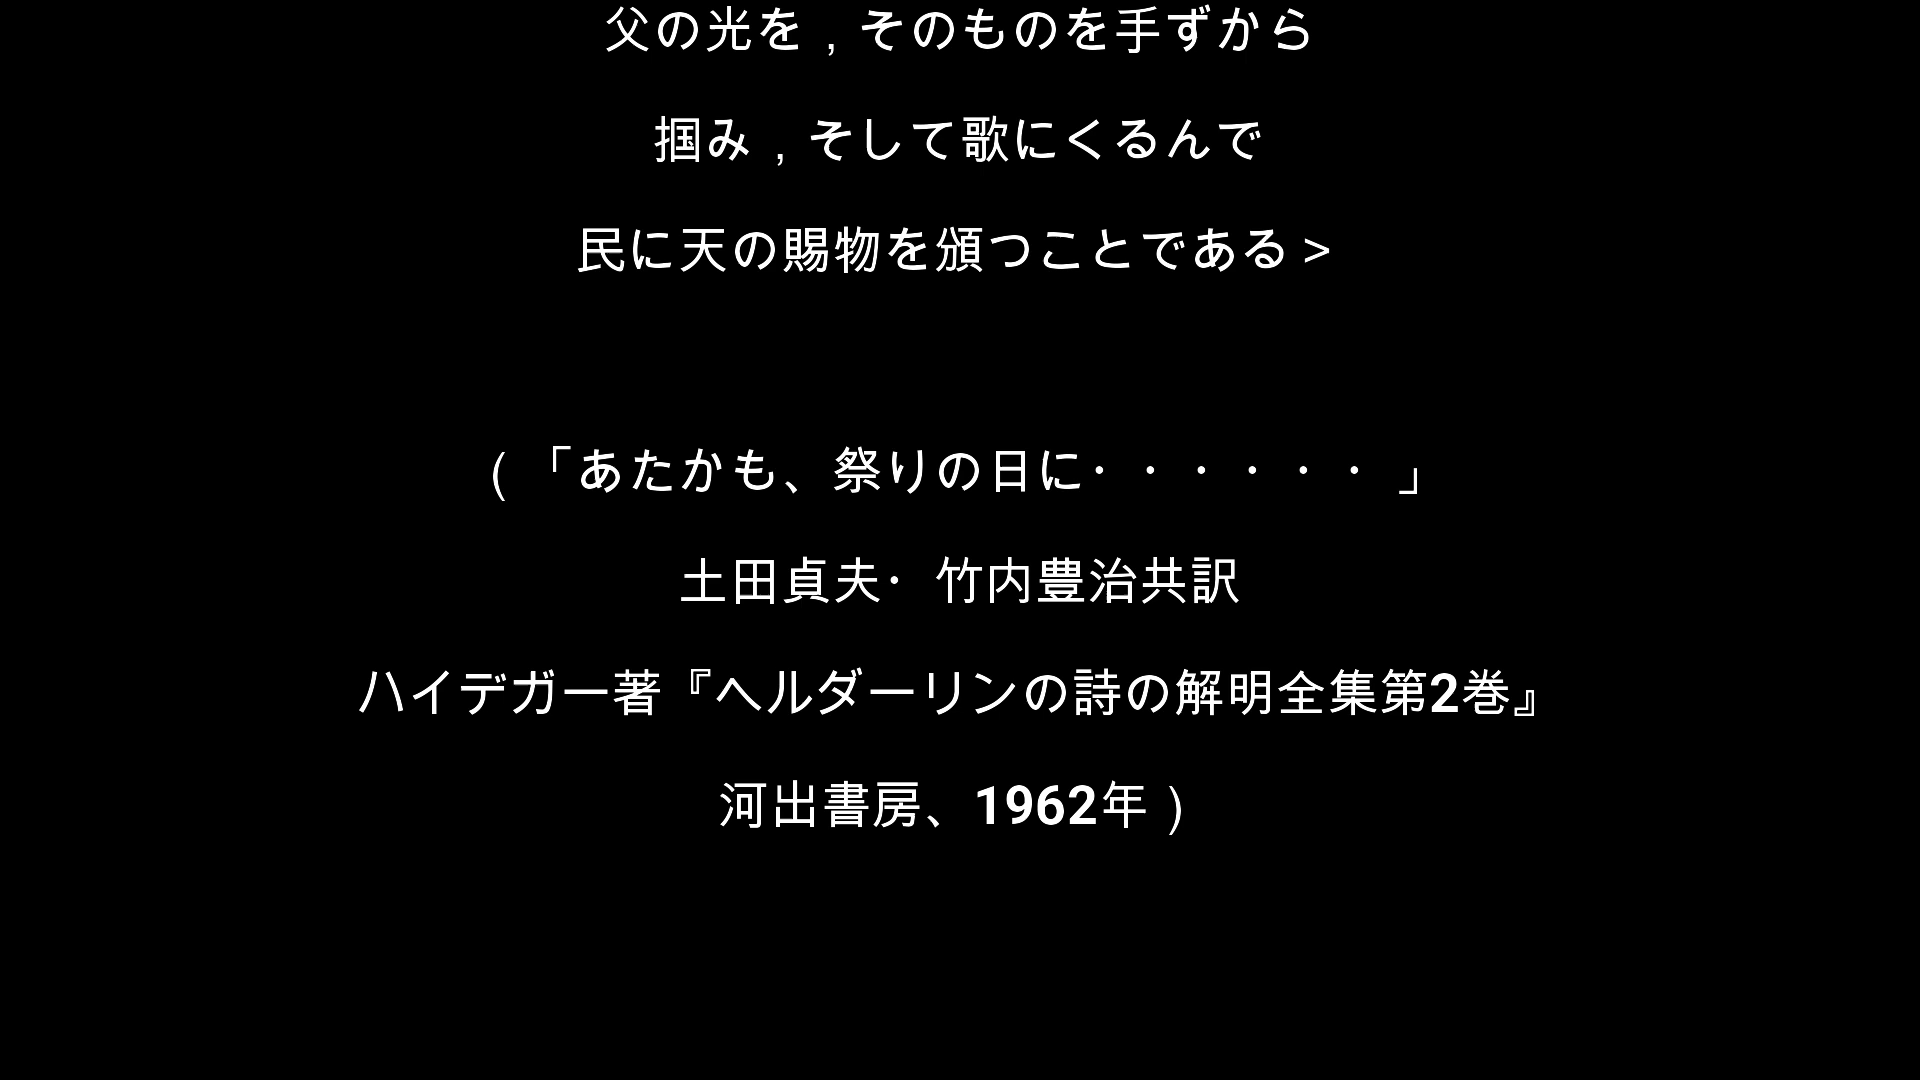 父の光を , そのものを手ずから
掴み , そして歌にくるんで
民に天の賜物を頒つことである >
( 「あたかも、祭りの日に・・・・・・」
土田貞夫・竹内豊治共訳
ハイデガー著『ヘルダーリンの詩の解明全集第2巻』
河出書房、1962年 )